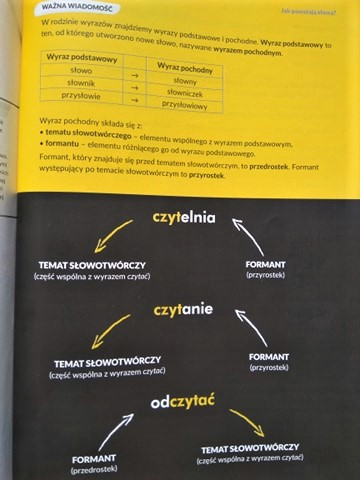 WAŻNA WIADOMOŚĆ
Jak powstają słowa?
W rodzinie wyrazów znajdziemy wyrazy podstawowe i pochodne. Wyraz podstawowy to
ten, od którego utworzono nowe słowo, nazywane wyrazem pochodnym.
Wyraz podstawowy Wyraz pochodny
słowo → słowny
słownik → słowniczek
przysłowie → przysłowiowy
Wyraz pochodny składa się z:
• tematu słowotwórczego – elementu wspólnego z wyrazem podstawowym,
• formantu – elementu różniącego go od wyrazu podstawowego.
Formant, który znajduje się przed tematem słowotwórczym, to przedrostek. Formant
występujący po temacie słowotwórczym to przyrostek.
czytelnia
TEMAT SŁOWOTWÓRCZY FORMANT
(część wspólna z wyrazem czytać) (przyrostek)
czytanie
TEMAT SŁOWOTWÓRCZY FORMANT
(część wspólna z wyrazem czytać) (przyrostek)
odczytać
FORMANT TEMAT SŁOWOTWÓRCZY
(przedrostek) (część wspólna z wyrazem czytać)